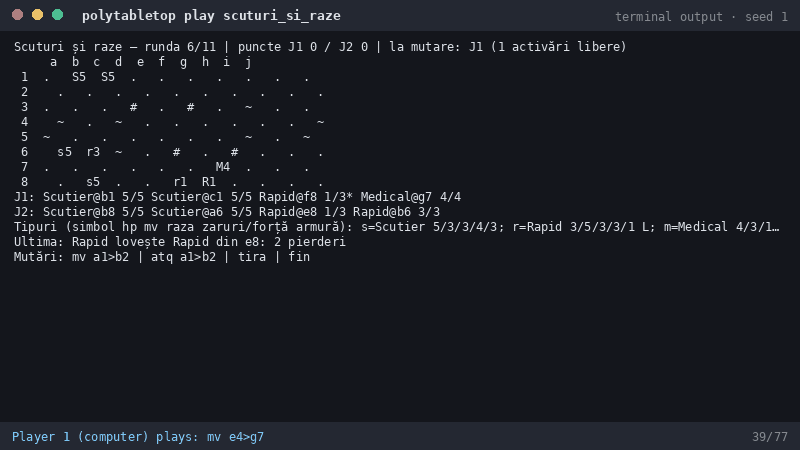 polytabletop play scuturi_si_raze
terminal output · seed 1
Scuturi și raze — runda 6/11 | puncte J1 0 / J2 0 | la mutare: J1 (1 activări libere)
a b c d e f g h i j
1 . S5 S5 . . . . . . .
2 . . . . . . . . . .
3 . . . # . # . ~ . .
4 ~ . ~ . . . . . . ~
5 ~ . . . . . . ~ . ~
6 s5 r3 ~ . # . # . . .
7 . . . . . . M4 . . .
8 . s5 . . r1 R1 . . . .
J1: Scutier@b1 5/5 Scutier@c1 5/5 Rapid@f8 1/3* Medical@g7 4/4
J2: Scutier@b8 5/5 Scutier@a6 5/5 Rapid@e8 1/3 Rapid@b6 3/3
Tipuri (simbol hp mv raza zaruri/forță armură): s=Scutier 5/3/3/4/3; r=Rapid 3/5/3/3/1 L; m=Medical 4/3/1…
Ultima: Rapid lovește Rapid din e8: 2 pierderi
Mutări: mv a1>b2 | atq a1>b2 | tira | fin
Player 1 (computer) plays: mv e4>g7
39/77